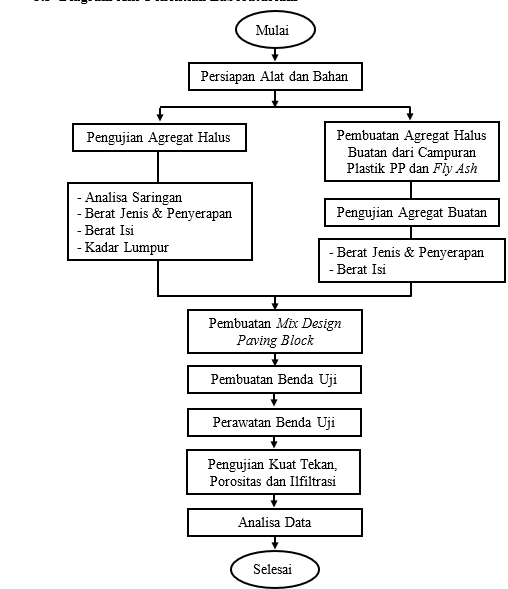 Mulai
Persiapan Alat dan Bahan
Pengujian Agregat Halus
- Analisa Saringan
- Berat Jenis & Penyerapan
- Berat Isi
- Kadar Lumpur
Pembuatan Agregat Halus
Buatan dari Campuran
Plastik PP dan Fly Ash
Pengujian Agregat Buatan
- Berat Jenis & Penyerapan
- Berat Isi
Pembuatan Mix Design
Paving Block
Pembuatan Benda Uji
Perawatan Benda Uji
Pengujian Kuat Tekan,
Porositas dan Ilfiltrasi
Analisa Data
Selesai